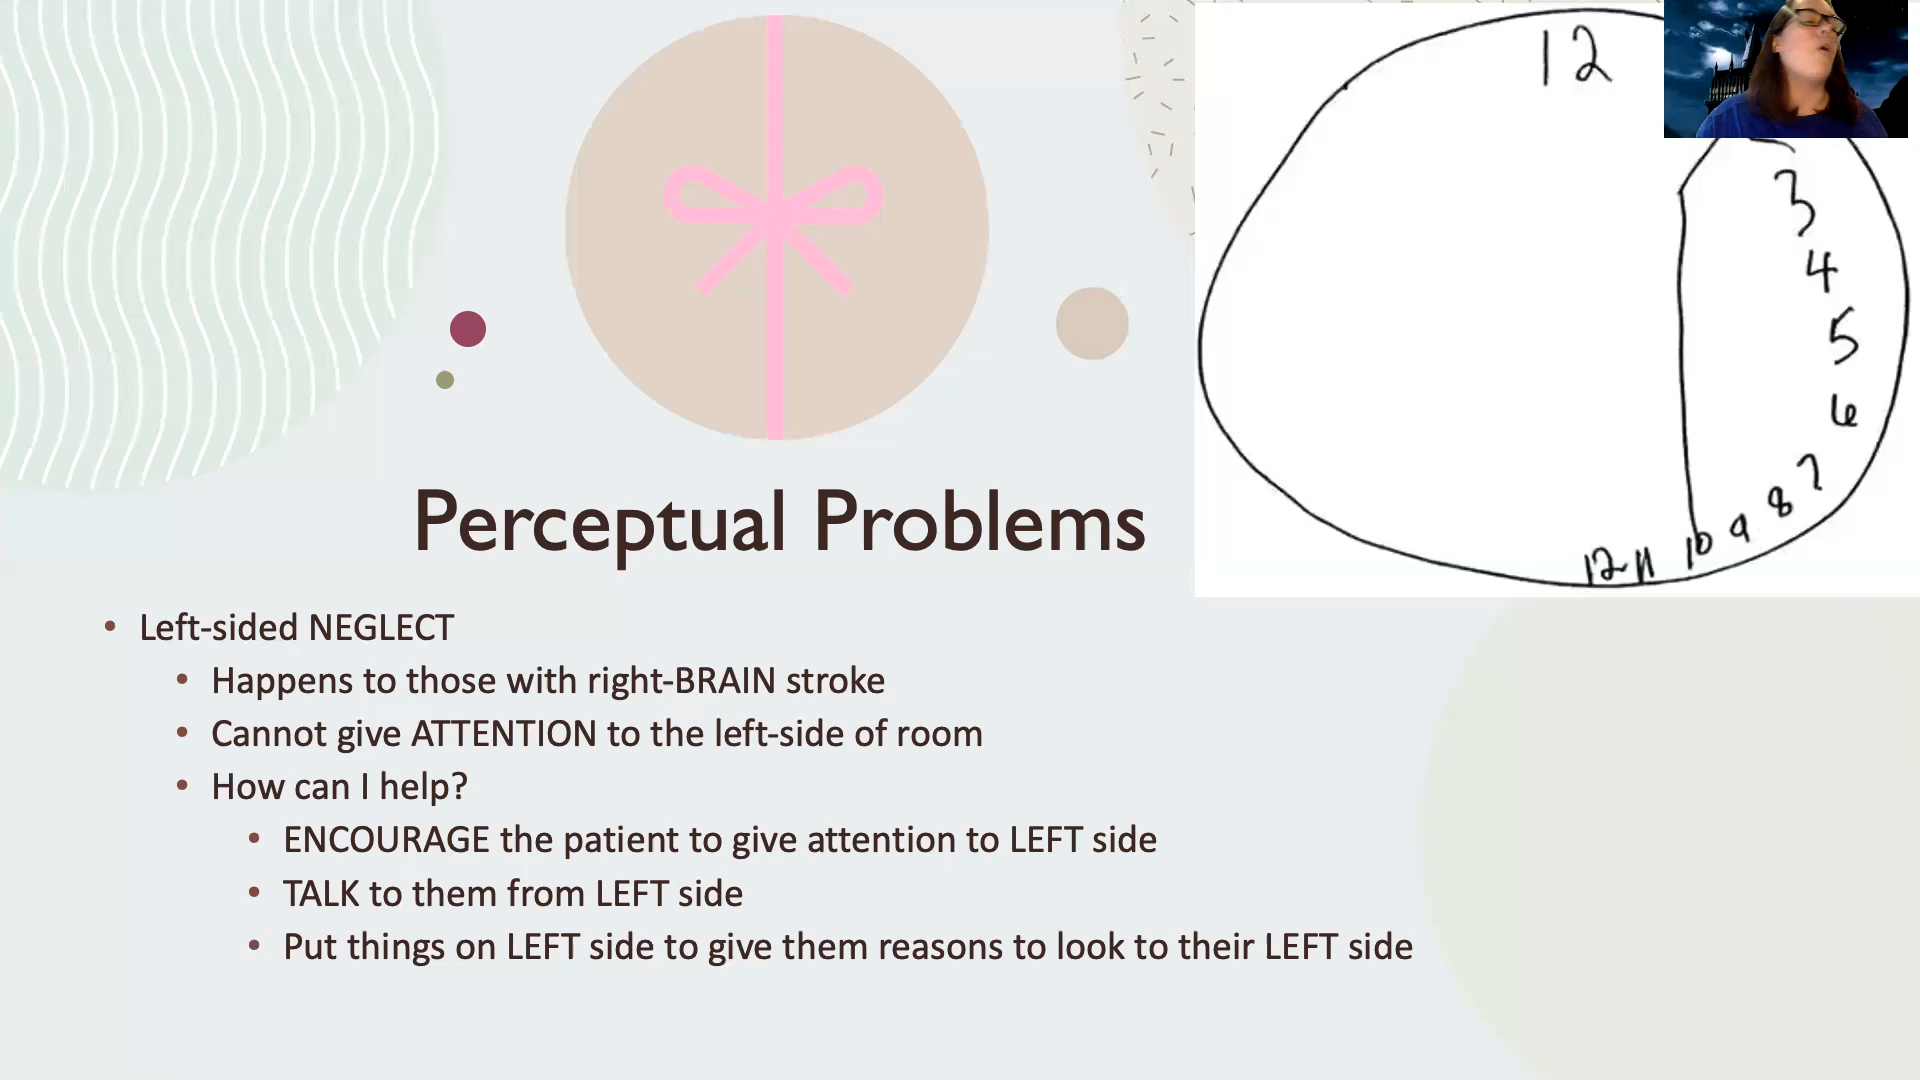 12
3
4
5
6
7
8
9
10
12 11
Perceptual Problems
• Left-sided NEGLECT
• Happens to those with right-BRAIN stroke
• Cannot give ATTENTION to the left-side of room
• How can I help?
• ENCOURAGE the patient to give attention to LEFT side
• TALK to them from LEFT side
• Put things on LEFT side to give them reasons to look to their LEFT side